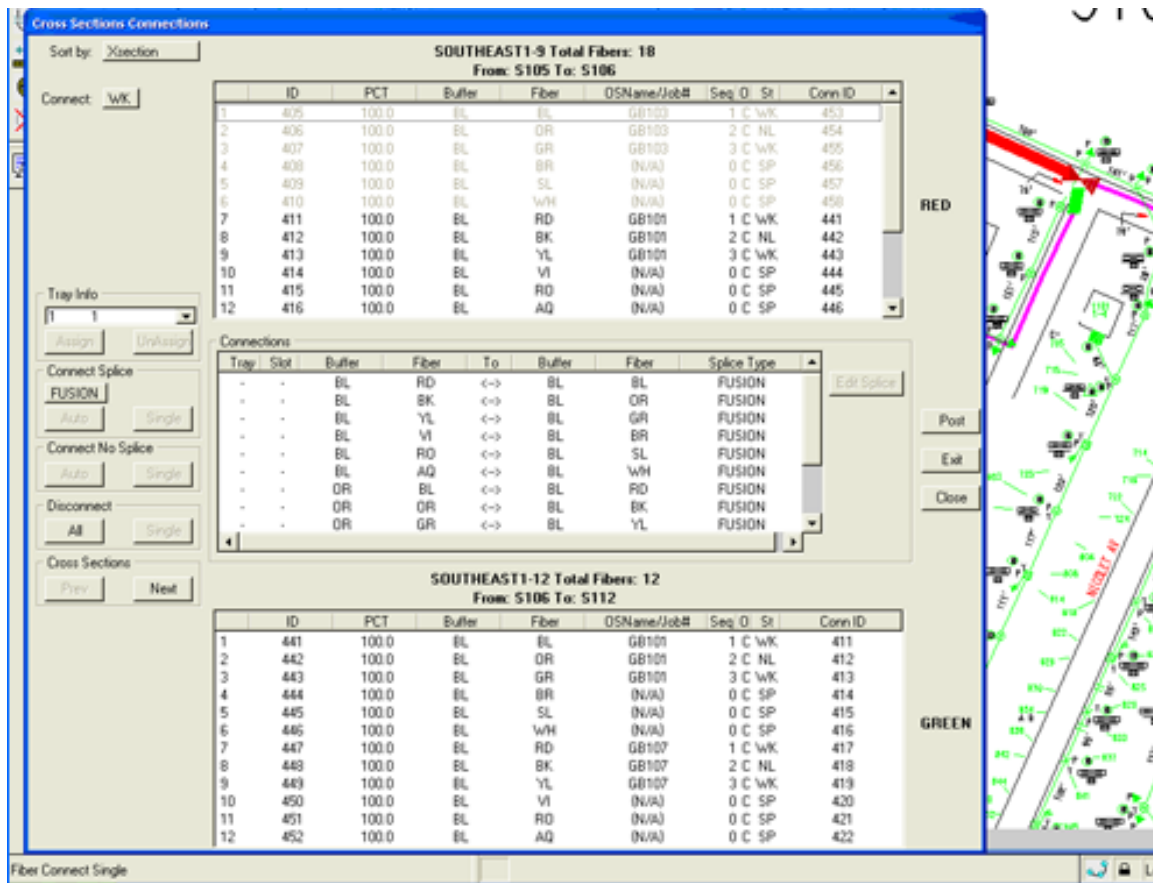 Cross Sections Connections
Sort by: Xsection
SOUTHEAST1-9 Total Fibers: 18
From: S105 To: S106
Connect: WK
ID PCT Buffer Fiber OSName/Job# Seq O St Conn ID
1 405 100.0 BL BL GB103 1 C WK 453
2 406 100.0 BL OR GB103 2 C NL 454
3 407 100.0 BL GR GB103 3 C WK 455
4 408 100.0 BL BR (N/A) 0 C SP 456
5 409 100.0 BL SL (N/A) 0 C SP 457
6 410 100.0 BL WH (N/A) 0 C SP 458
7 411 100.0 BL RD GB101 1 C WK 441
8 412 100.0 BL BK GB101 2 C NL 442
9 413 100.0 BL YL GB101 3 C WK 443
10 414 100.0 BL VI (N/A) 0 C SP 444
11 415 100.0 BL RO (N/A) 0 C SP 445
12 416 100.0 BL AQ (N/A) 0 C SP 446
RED
Tray Info
1 1
Assign UnAssign
Connect Splice
FUSION
Auto Single
Connect No Splice
Auto Single
Disconnect
All Single
Cross Sections
Prev Next
Connections
Tray Slot Buffer Fiber To Buffer Fiber Splice Type
- - BL RD <--> BL BL FUSION
- - BL BK <--> BL OR FUSION
- - BL YL <--> BL GR FUSION
- - BL VI <--> BL BR FUSION
- - BL RO <--> BL SL FUSION
- - BL AQ <--> BL WH FUSION
- - OR BL <--> BL RD FUSION
- - OR OR <--> BL BK FUSION
- - OR GR <--> BL YL FUSION
Edit Splice
Post
Exit
Close
SOUTHEAST1-12 Total Fibers: 12
From: S106 To: S112
ID PCT Buffer Fiber OSName/Job# Seq O St Conn ID
1 441 100.0 BL BL GB101 1 C WK 411
2 442 100.0 BL OR GB101 2 C NL 412
3 443 100.0 BL GR GB101 3 C WK 413
4 444 100.0 BL BR (N/A) 0 C SP 414
5 445 100.0 BL SL (N/A) 0 C SP 415
6 446 100.0 BL WH (N/A) 0 C SP 416
7 447 100.0 BL RD GB107 1 C WK 417
8 448 100.0 BL BK GB107 2 C NL 418
9 449 100.0 BL YL GB107 3 C WK 419
10 450 100.0 BL VI (N/A) 0 C SP 420
11 451 100.0 BL RO (N/A) 0 C SP 421
12 452 100.0 BL AQ (N/A) 0 C SP 422
GREEN
NICOLET AV
Fiber Connect Single